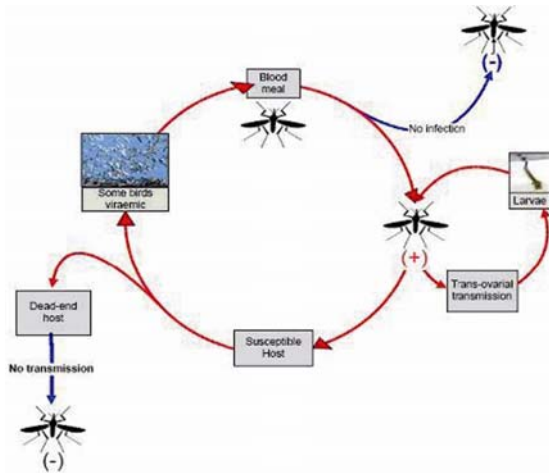 Blood
meal
(-)
No infection
Some birds
viraemic
Larvae
(+)
Trans-ovarial
transmission
Dead-end
host
Susceptible
Host
No transmission
(-)